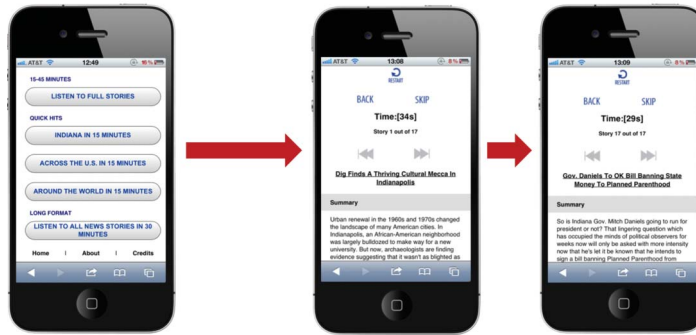 AT&T 12:49 16%
15-45 MINUTES
LISTEN TO FULL STORIES
QUICK HITS
INDIANA IN 15 MINUTES
ACROSS THE U.S. IN 15 MINUTES
AROUND THE WORLD IN 15 MINUTES
LONG FORMAT
LISTEN TO ALL NEWS STORIES IN 30
MINUTES
Home | About | Credits
AT&T 13:08 8%
RESTART
BACK SKIP
Time:[34s]
Story 1 out of 17
Dig Finds A Thriving Cultural Mecca In
Indianapolis
Summary
Urban renewal in the 1960s and 1970s changed
the landscape of many American cities. In
Indianapolis, an African-American neighborhood
was largely bulldozed to make way for a new
university. But now, archaeologists are finding
evidence suggesting that it wasn't as blighted as
AT&T 13:09 8%
RESTART
BACK SKIP
Time:[29s]
Story 17 out of 17
Gov. Daniels To OK Bill Banning State
Money To Planned Parenthood
Summary
So is Indiana Gov. Mitch Daniels going to run for
president or not? That lingering question which
has occupied the minds of political observers for
weeks now will only be asked with more intensity
now that he's let it be known that he intends to
sign a bill banning Planned Parenthood from